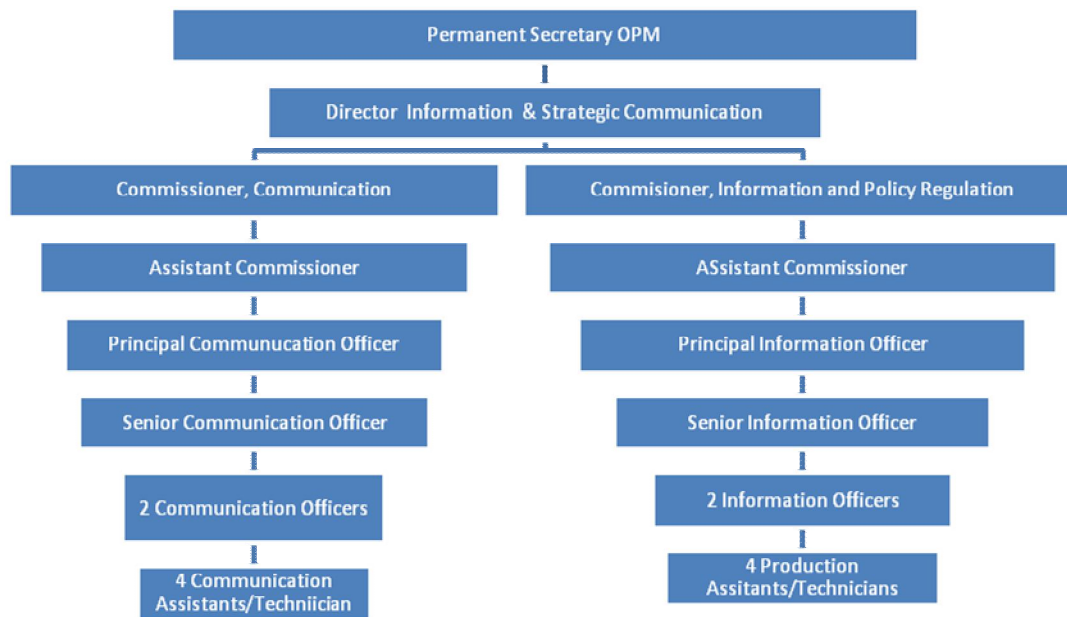 Permanent Secretary OPM
Director Information & Strategic Communication
Commissioner, Communication
Commisioner, Information and Policy Regulation
Assistant Commissioner
ASsistant Commissioner
Principal Communucation Officer
Principal Information Officer
Senior Communication Officer
Senior Information Officer
2 Communication Officers
2 Information Officers
4 Communication
Assistants/Techniician
4 Production
Assitants/Technicians